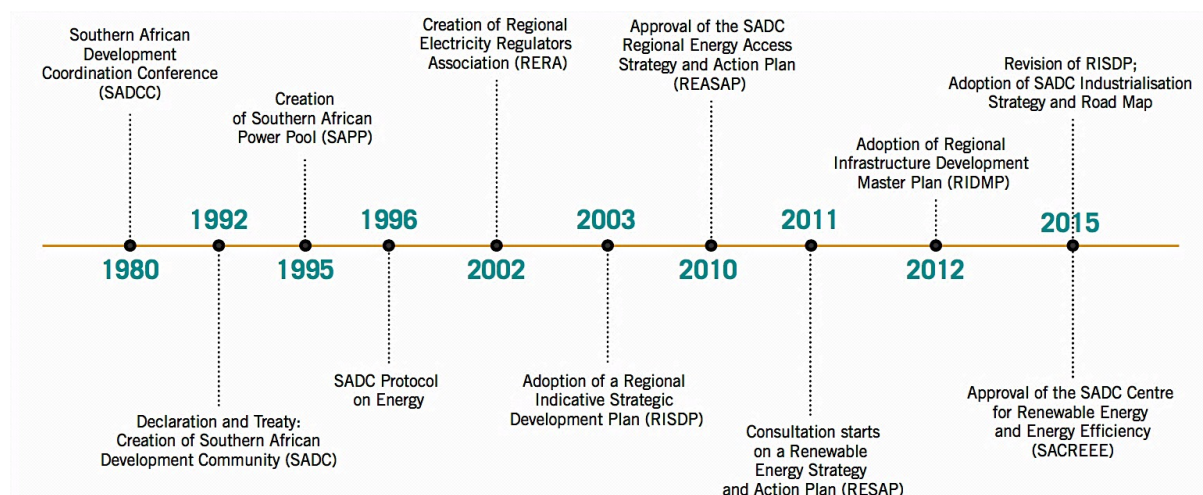 Southern African
Development
Coordination Conference
(SADCC)
1980
1992
Declaration and Treaty:
Creation of Southern African
Development Community (SADC)
Creation
of Southern African
Power Pool (SAPP)
1995
1996
SADC Protocol
on Energy
Creation of Regional
Electricity Regulators
Association (RERA)
2002
2003
Adoption of a Regional
Indicative Strategic
Development Plan (RISDP)
Approval of the SADC
Regional Energy Access
Strategy and Action Plan
(REASAP)
2010
2011
Consultation starts
on a Renewable
Energy Strategy
and Action Plan (RESAP)
Adoption of Regional
Infrastructure Development
Master Plan (RIDMP)
2012
Revision of RISDP;
Adoption of SADC Industrialisation
Strategy and Road Map
2015
Approval of the SADC Centre
for Renewable Energy
and Energy Efficiency
(SACREEE)